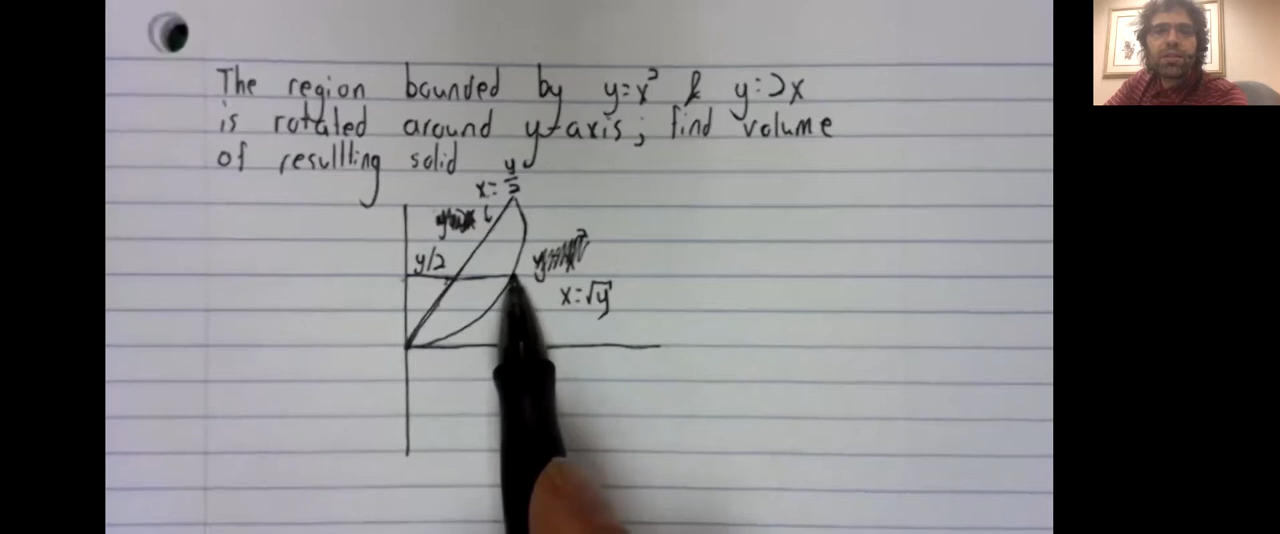 The region bounded by y=x² & y=2x
is rotated around y-axis; find volume
of resullting solid
x=y/2
y/2
x=√y